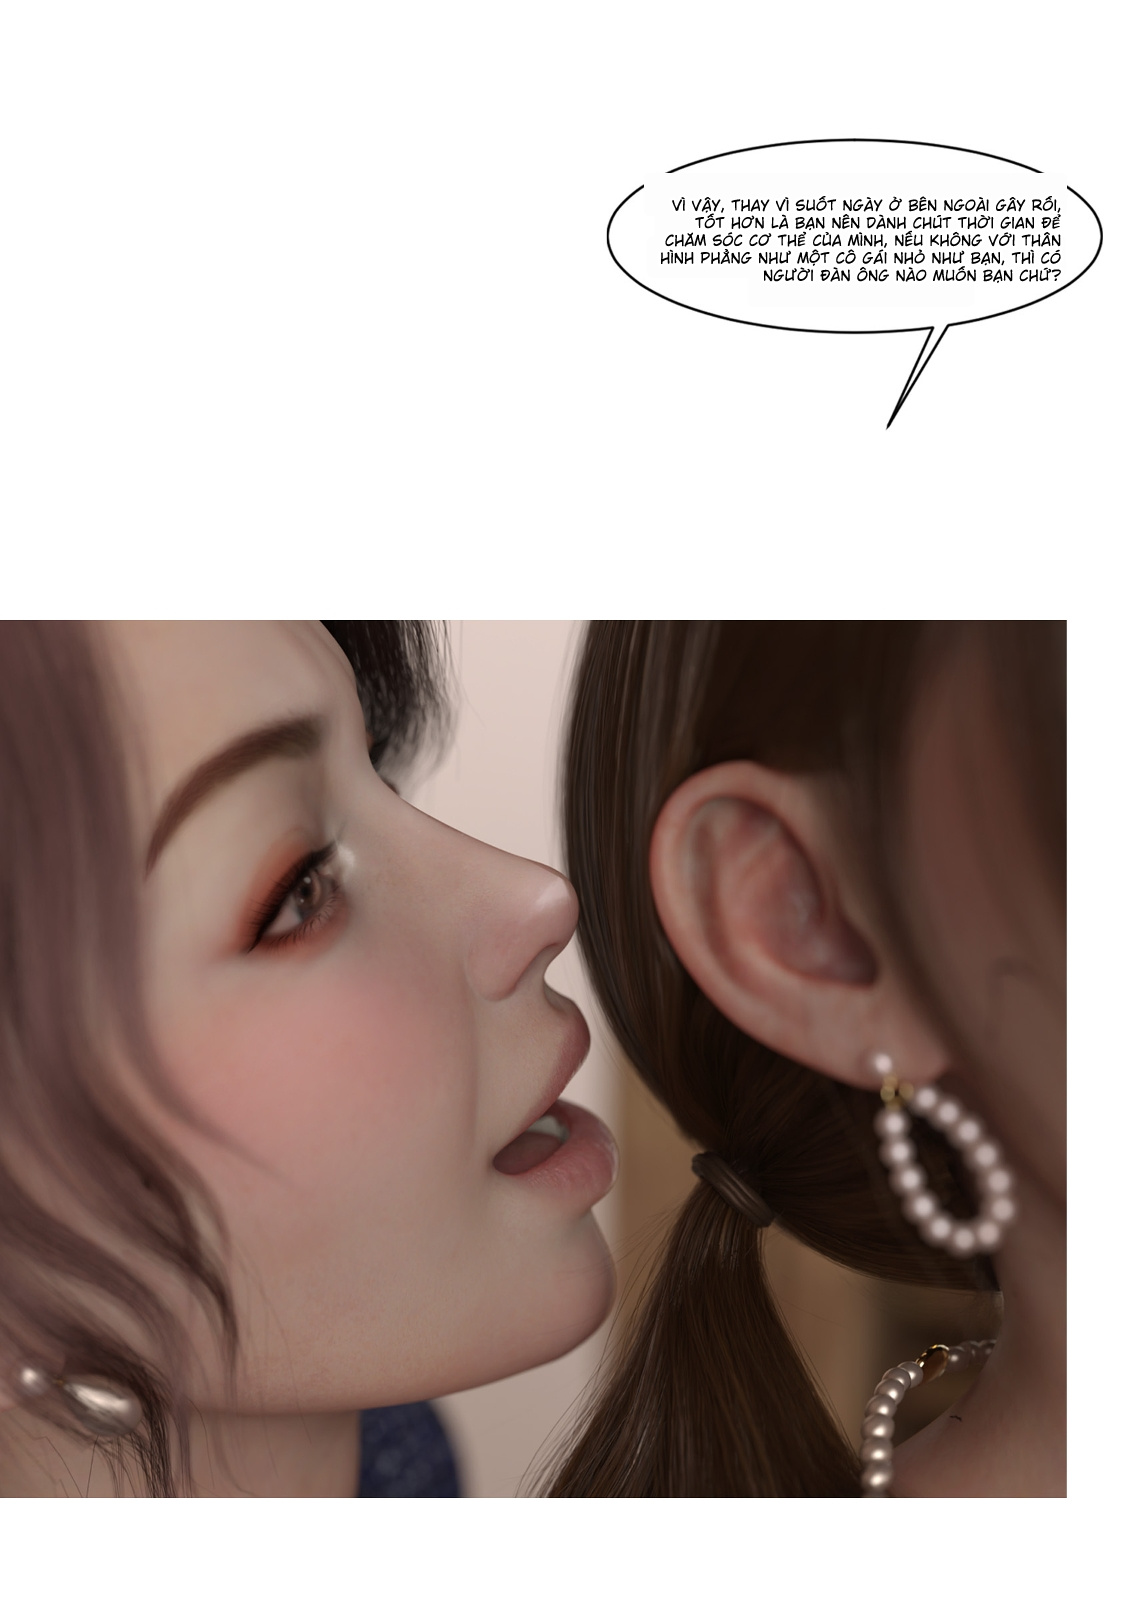 VÌ VẬY, THAY VÌ SUỐT NGÀY Ở BÊN NGOÀI GÂY RỐI,
TỐT HƠN LÀ BẠN NÊN DÀNH CHÚT THỜI GIAN ĐỂ
CHĂM SÓC CƠ THỂ CỦA MÌNH, NẾU KHÔNG VỚI THÂN
HÌNH PHẲNG NHƯ MỘT CÔ GÁI NHỎ NHƯ BẠN, THÌ CÓ
NGƯỜI ĐÀN ÔNG NÀO MUỐN BẠN CHỨ?